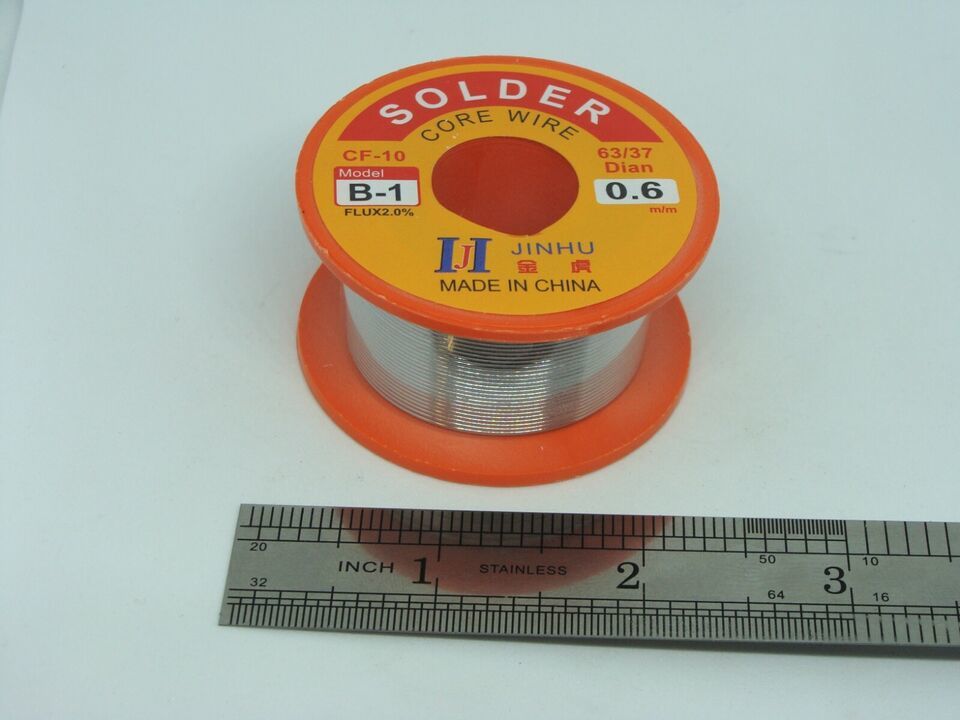 SOLDER
CORE WIRE
CF-10
Model
B-1
FLUX2.0%
63/37
Dian
0.6
m/m
IJI JINHU
金虎
MADE IN CHINA
20 50 10
INCH 1 STAINLESS 2 3
32 64 16